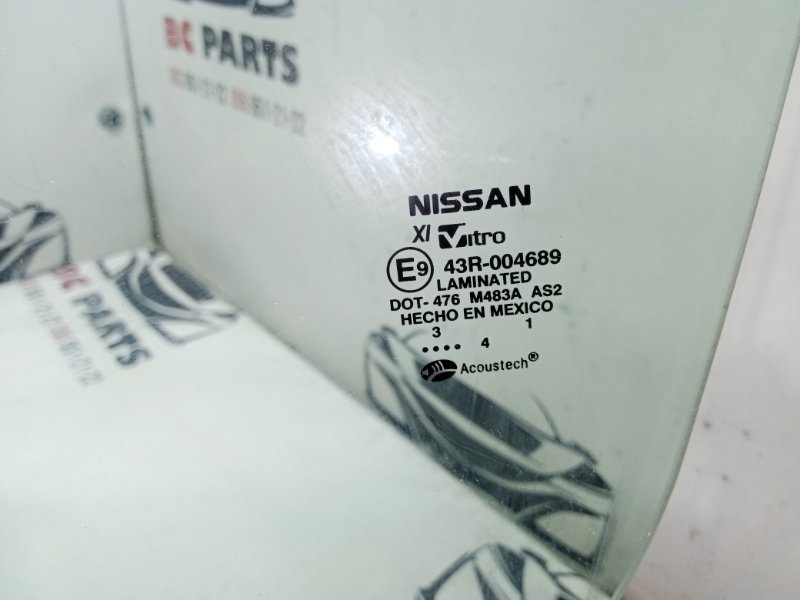 BC PARTS
NISSAN
XI Vitro
E9 43R-004689
LAMINATED
DOT-476 M483A AS2
HECHO EN MEXICO
3 1
.... 4
Acoustech®
BC PARTS